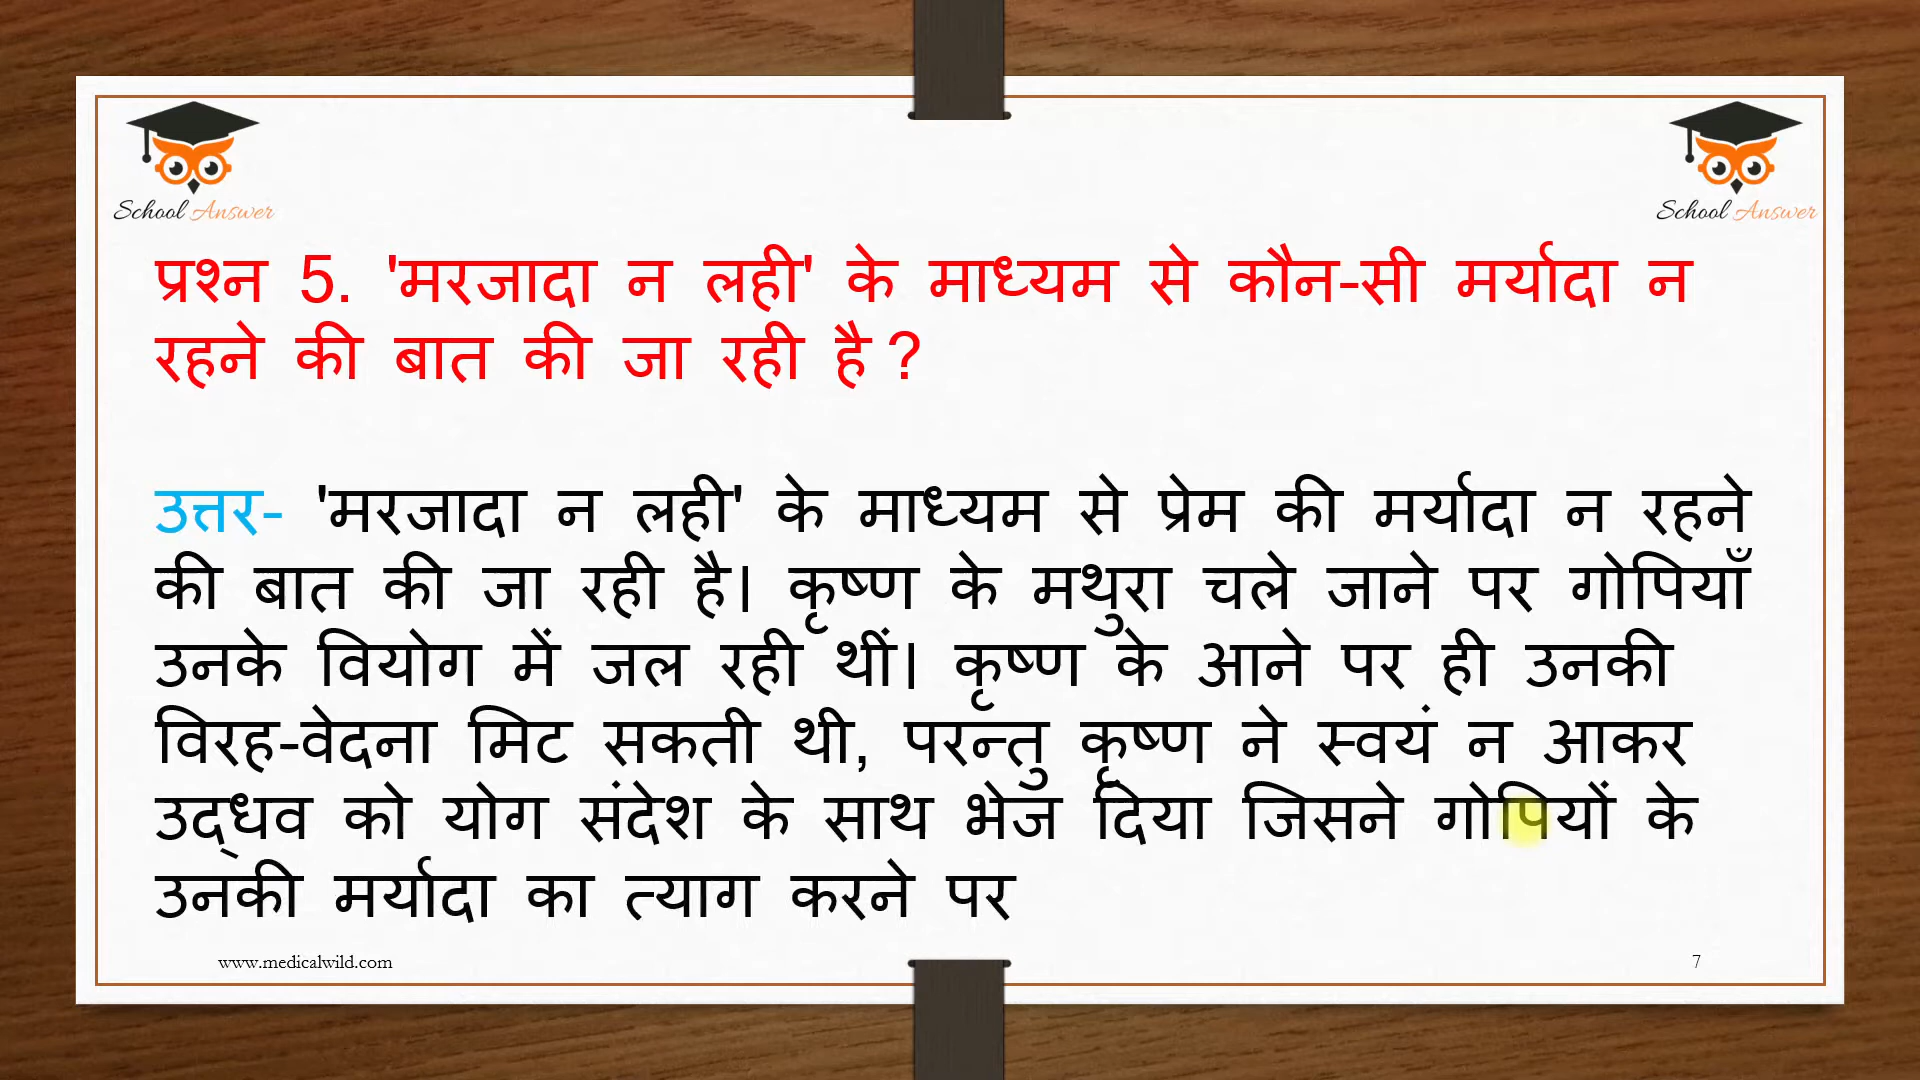 School Answer
School Answer
प्रश्न 5. 'मरजादा न लही' के माध्यम से कौन-सी मर्यादा न
रहने की बात की जा रही है ?
उत्तर- 'मरजादा न लही' के माध्यम से प्रेम की मर्यादा न रहने
की बात की जा रही है। कृष्ण के मथुरा चले जाने पर गोपियाँ
उनके वियोग में जल रही थीं। कृष्ण के आने पर ही उनकी
विरह-वेदना मिट सकती थी, परन्तु कृष्ण ने स्वयं न आकर
उद्धव को योग संदेश के साथ भेज दिया जिसने गोपियों के
उनकी मर्यादा का त्याग करने पर
www.medicalwild.com
7